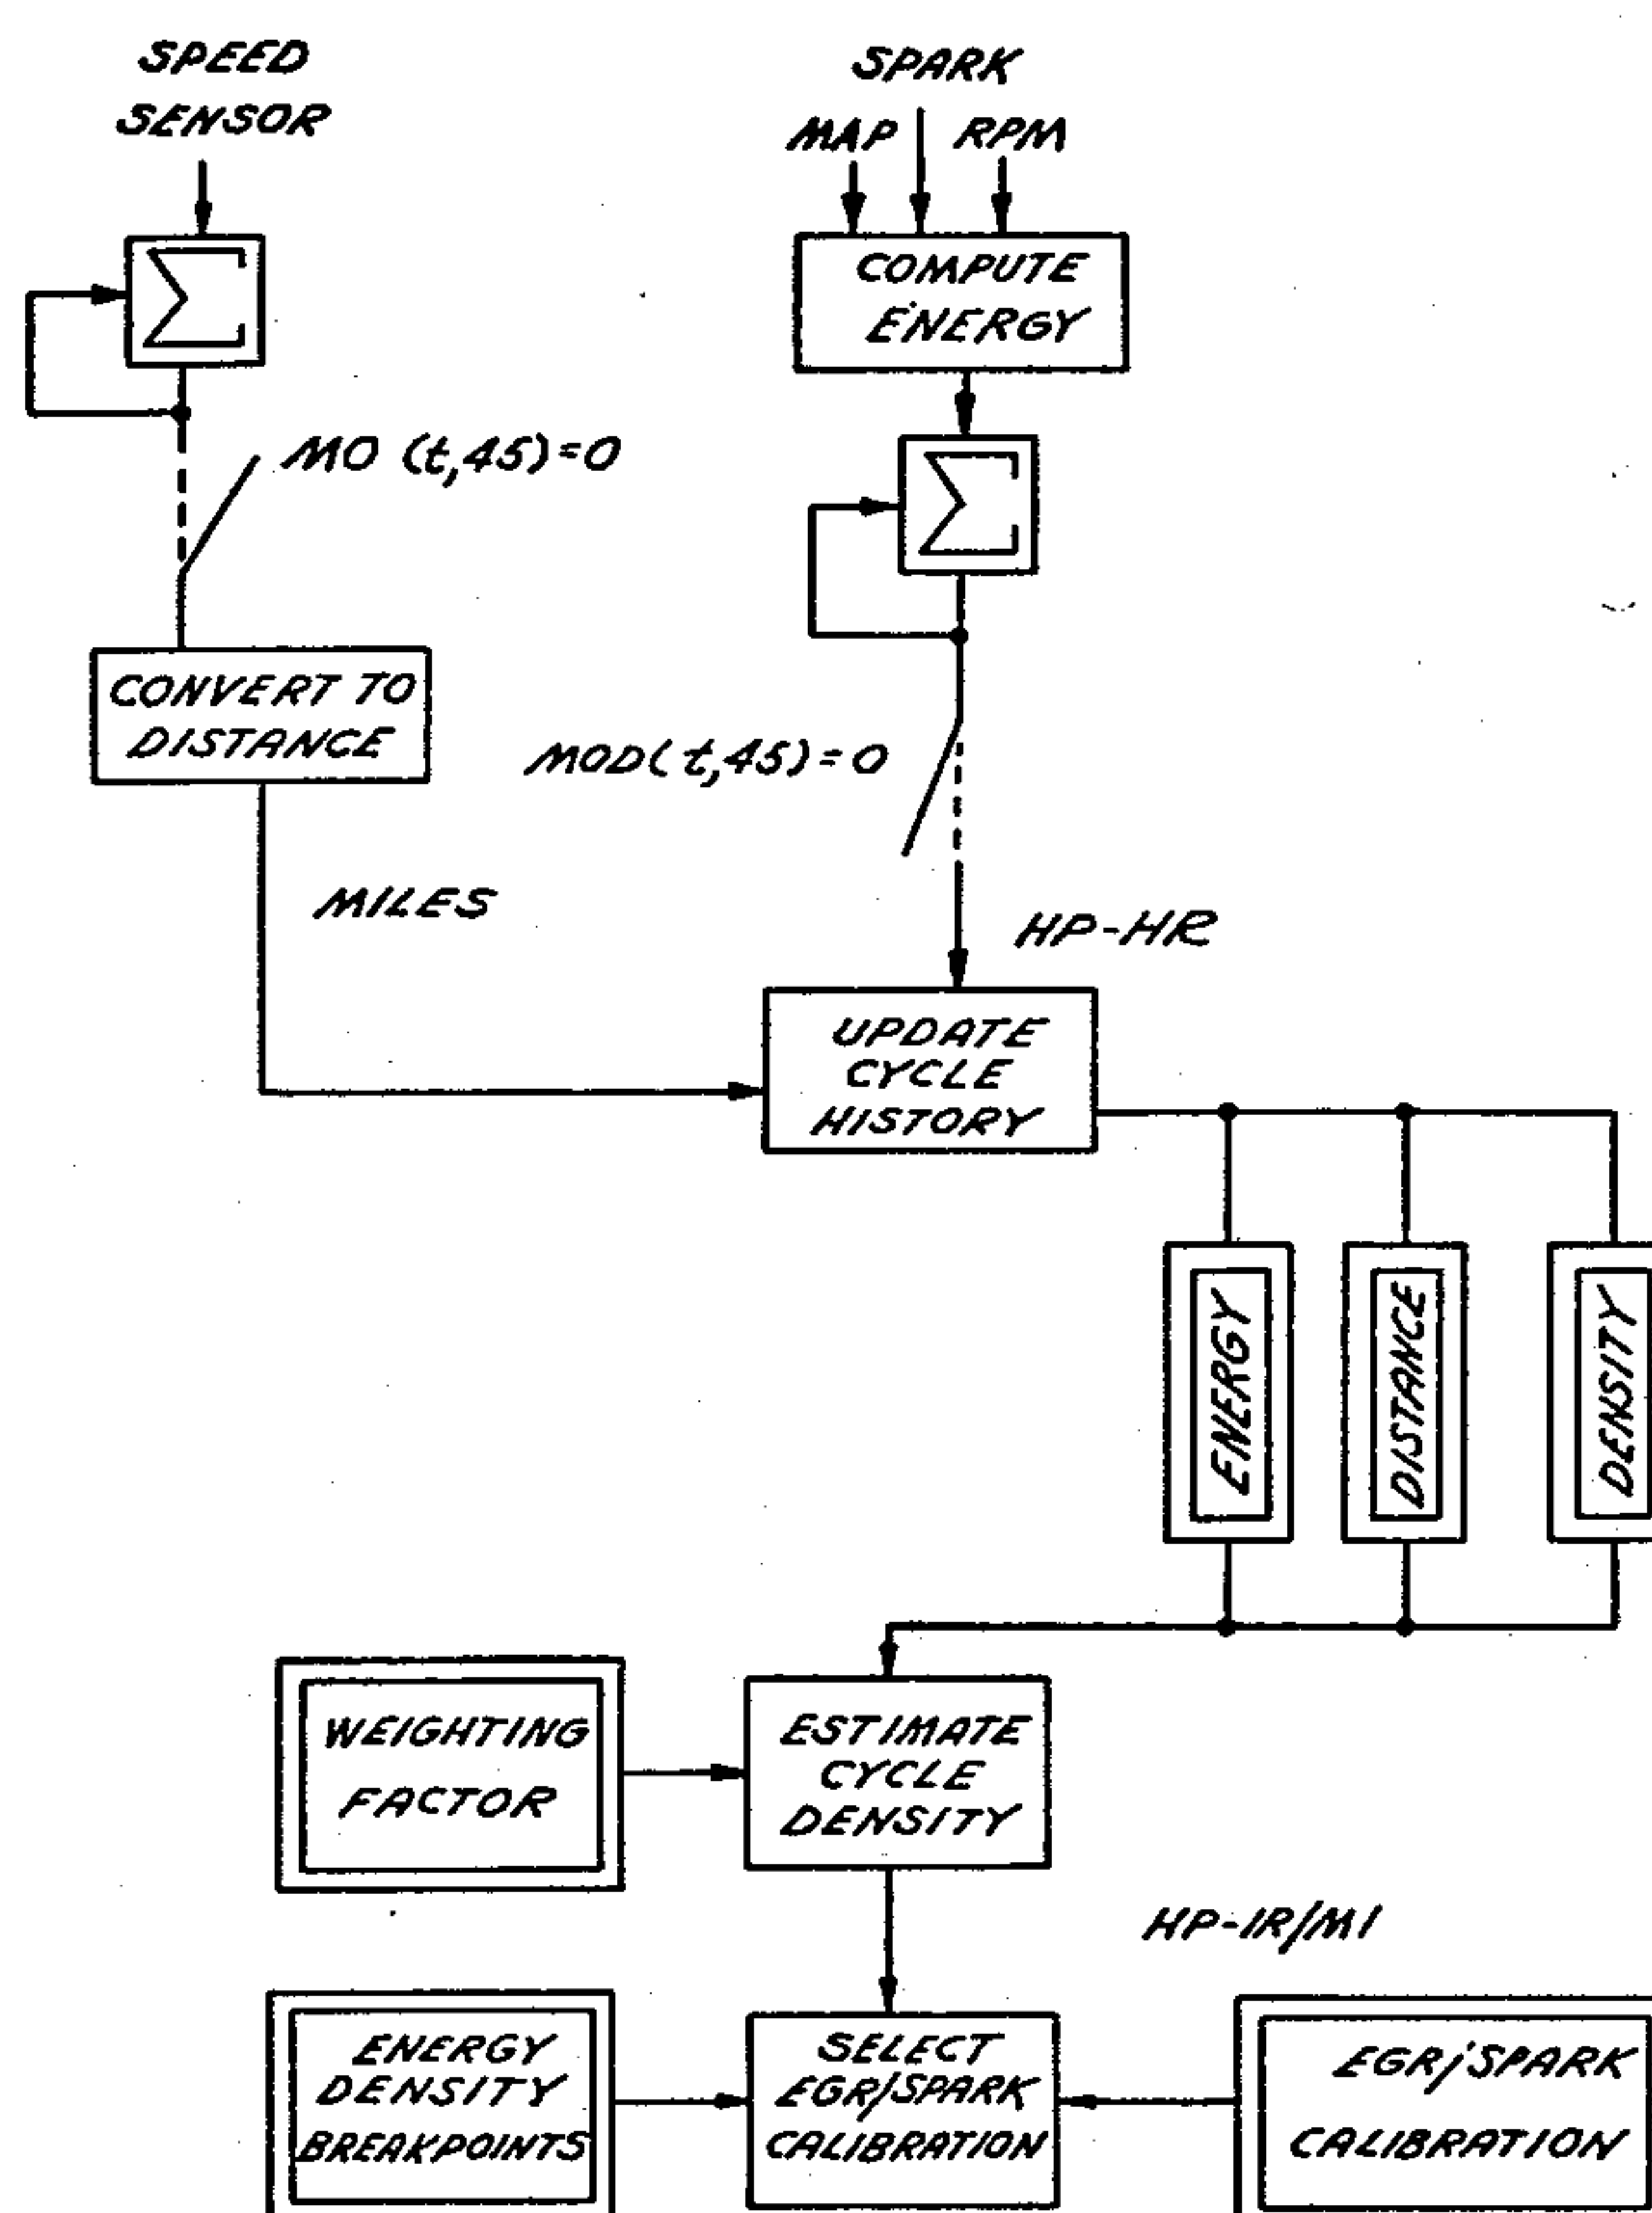 SPEED
SENSOR
SPARK
MAP
RPM
Σ
COMPUTE
ENERGY
MO (t,45)=0
Σ
CONVERT TO
DISTANCE
MOD(t,45)=0
MILES
HP-HR
UPDATE
CYCLE
HISTORY
ENERGY
DISTANCE
DENSITY
WEIGHTING
FACTOR
ESTIMATE
CYCLE
DENSITY
HP-IR/MI
ENERGY
DENSITY
BREAKPOINTS
SELECT
EGR/SPARK
CALIBRATION
EGR/SPARK
CALIBRATION